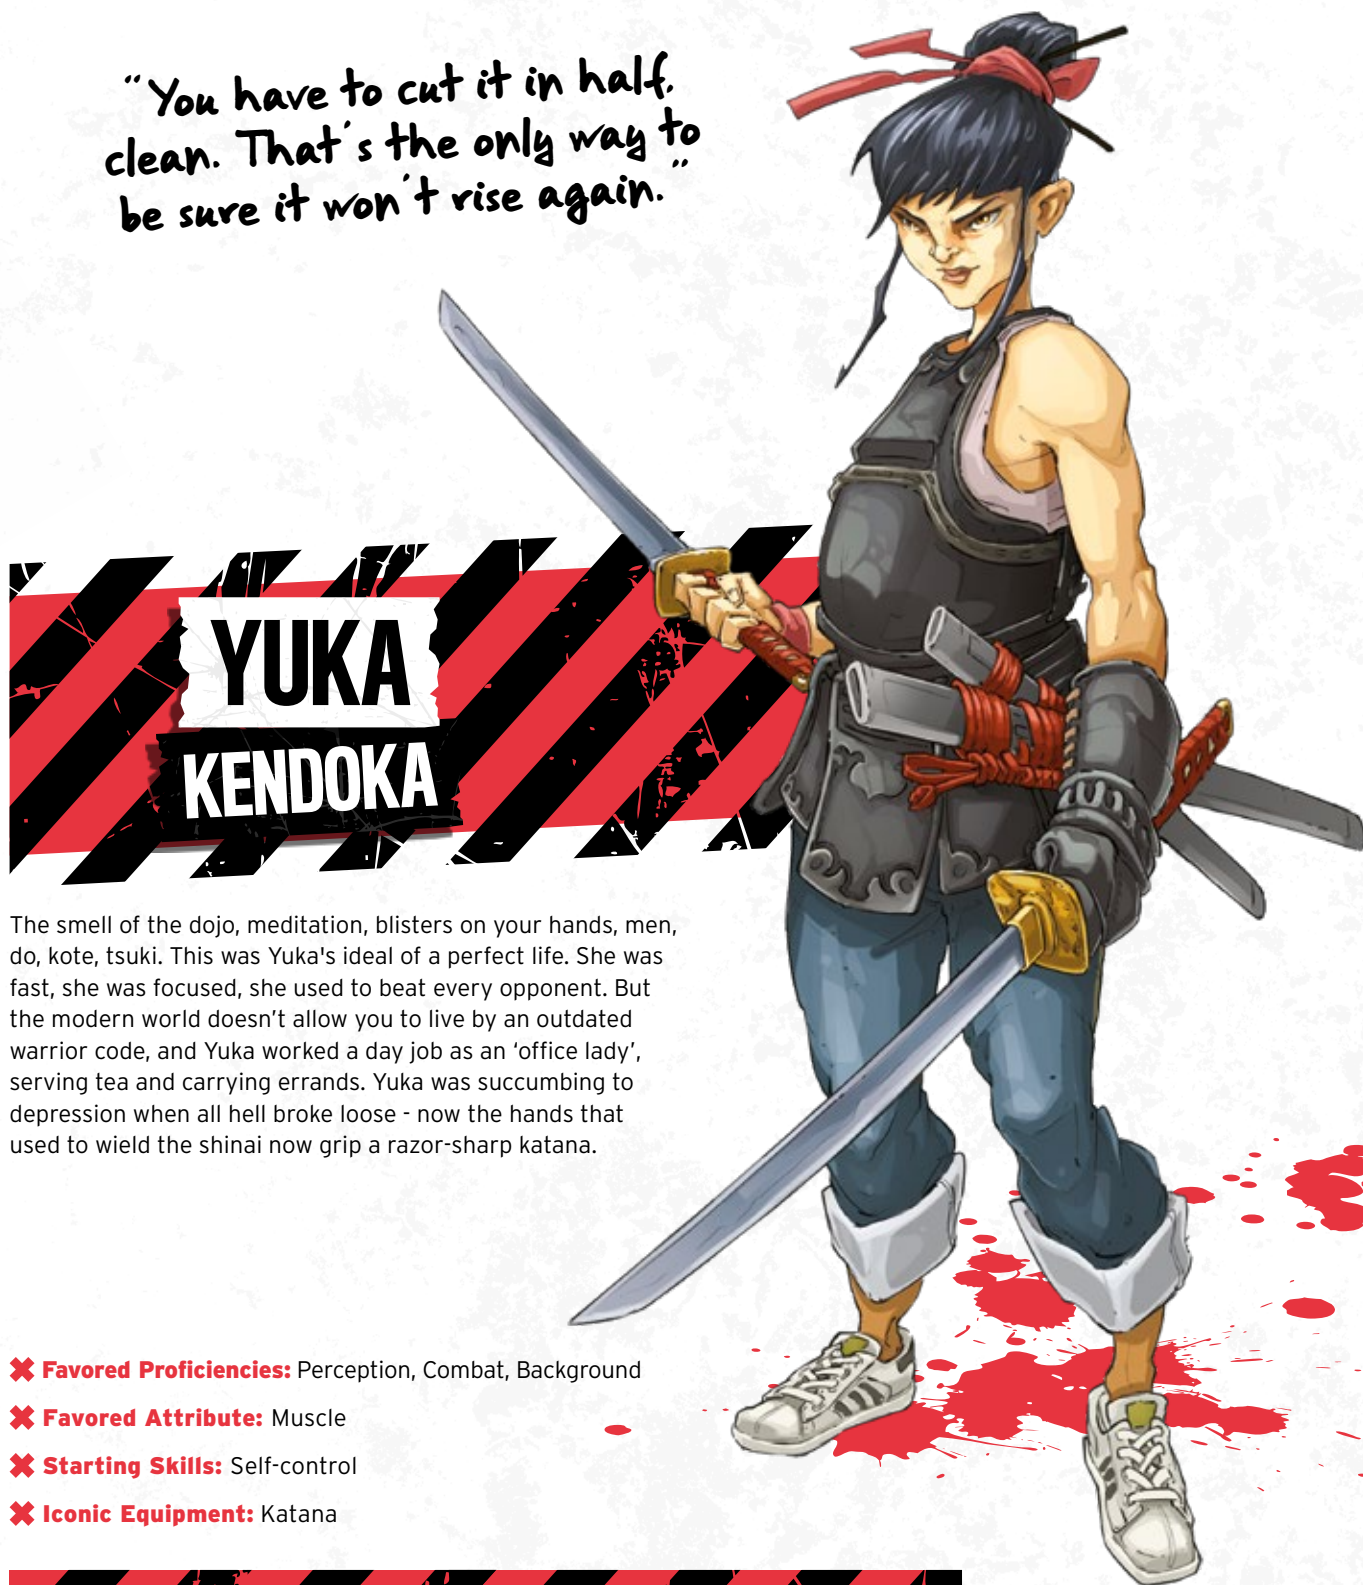 "You have to cut it in half,
clean. That's the only way to
be sure it won't rise again."
YUKA
KENDOKA
The smell of the dojo, meditation, blisters on your hands, men,
do, kote, tsuki. This was Yuka's ideal of a perfect life. She was
fast, she was focused, she used to beat every opponent. But
the modern world doesn’t allow you to live by an outdated
warrior code, and Yuka worked a day job as an ‘office lady’,
serving tea and carrying errands. Yuka was succumbing to
depression when all hell broke loose - now the hands that
used to wield the shinai now grip a razor-sharp katana.
Favored Proficiencies: Perception, Combat, Background
Favored Attribute: Muscle
Starting Skills: Self-control
Iconic Equipment: Katana